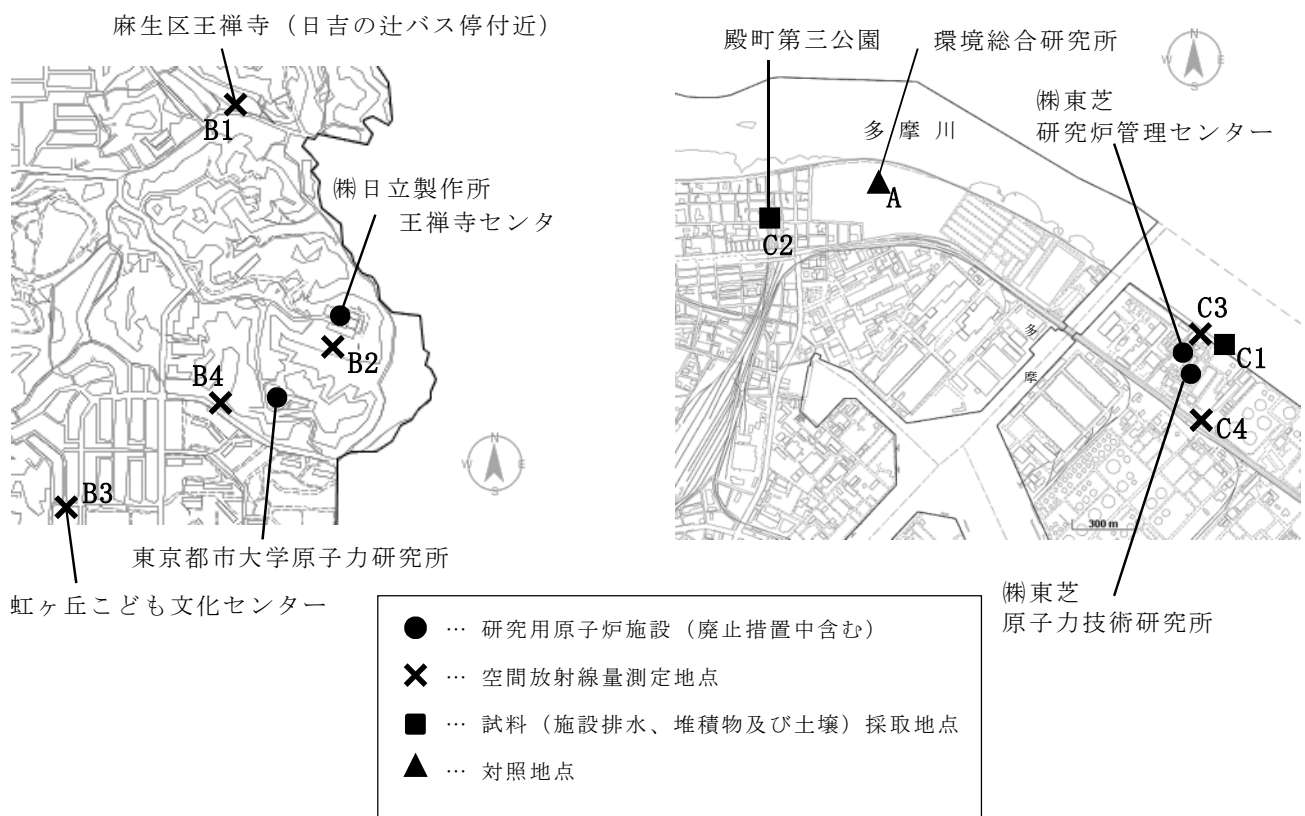 麻生区王禅寺（日吉の辻バス停付近）
B1
㈱日立製作所
王禅寺センタ
B2
B4
B3
N
W E
S
東京都市大学原子力研究所
虹ヶ丘こども文化センター
殿町第三公園
環境総合研究所
N
W E
S
㈱東芝
研究炉管理センター
多摩川
A
C2
C3
C1
C4
多
摩
300 m
㈱東芝
原子力技術研究所
● … 研究用原子炉施設（廃止措置中含む）
× … 空間放射線量測定地点
■ … 試料（施設排水、堆積物及び土壌）採取地点
▲ … 対照地点